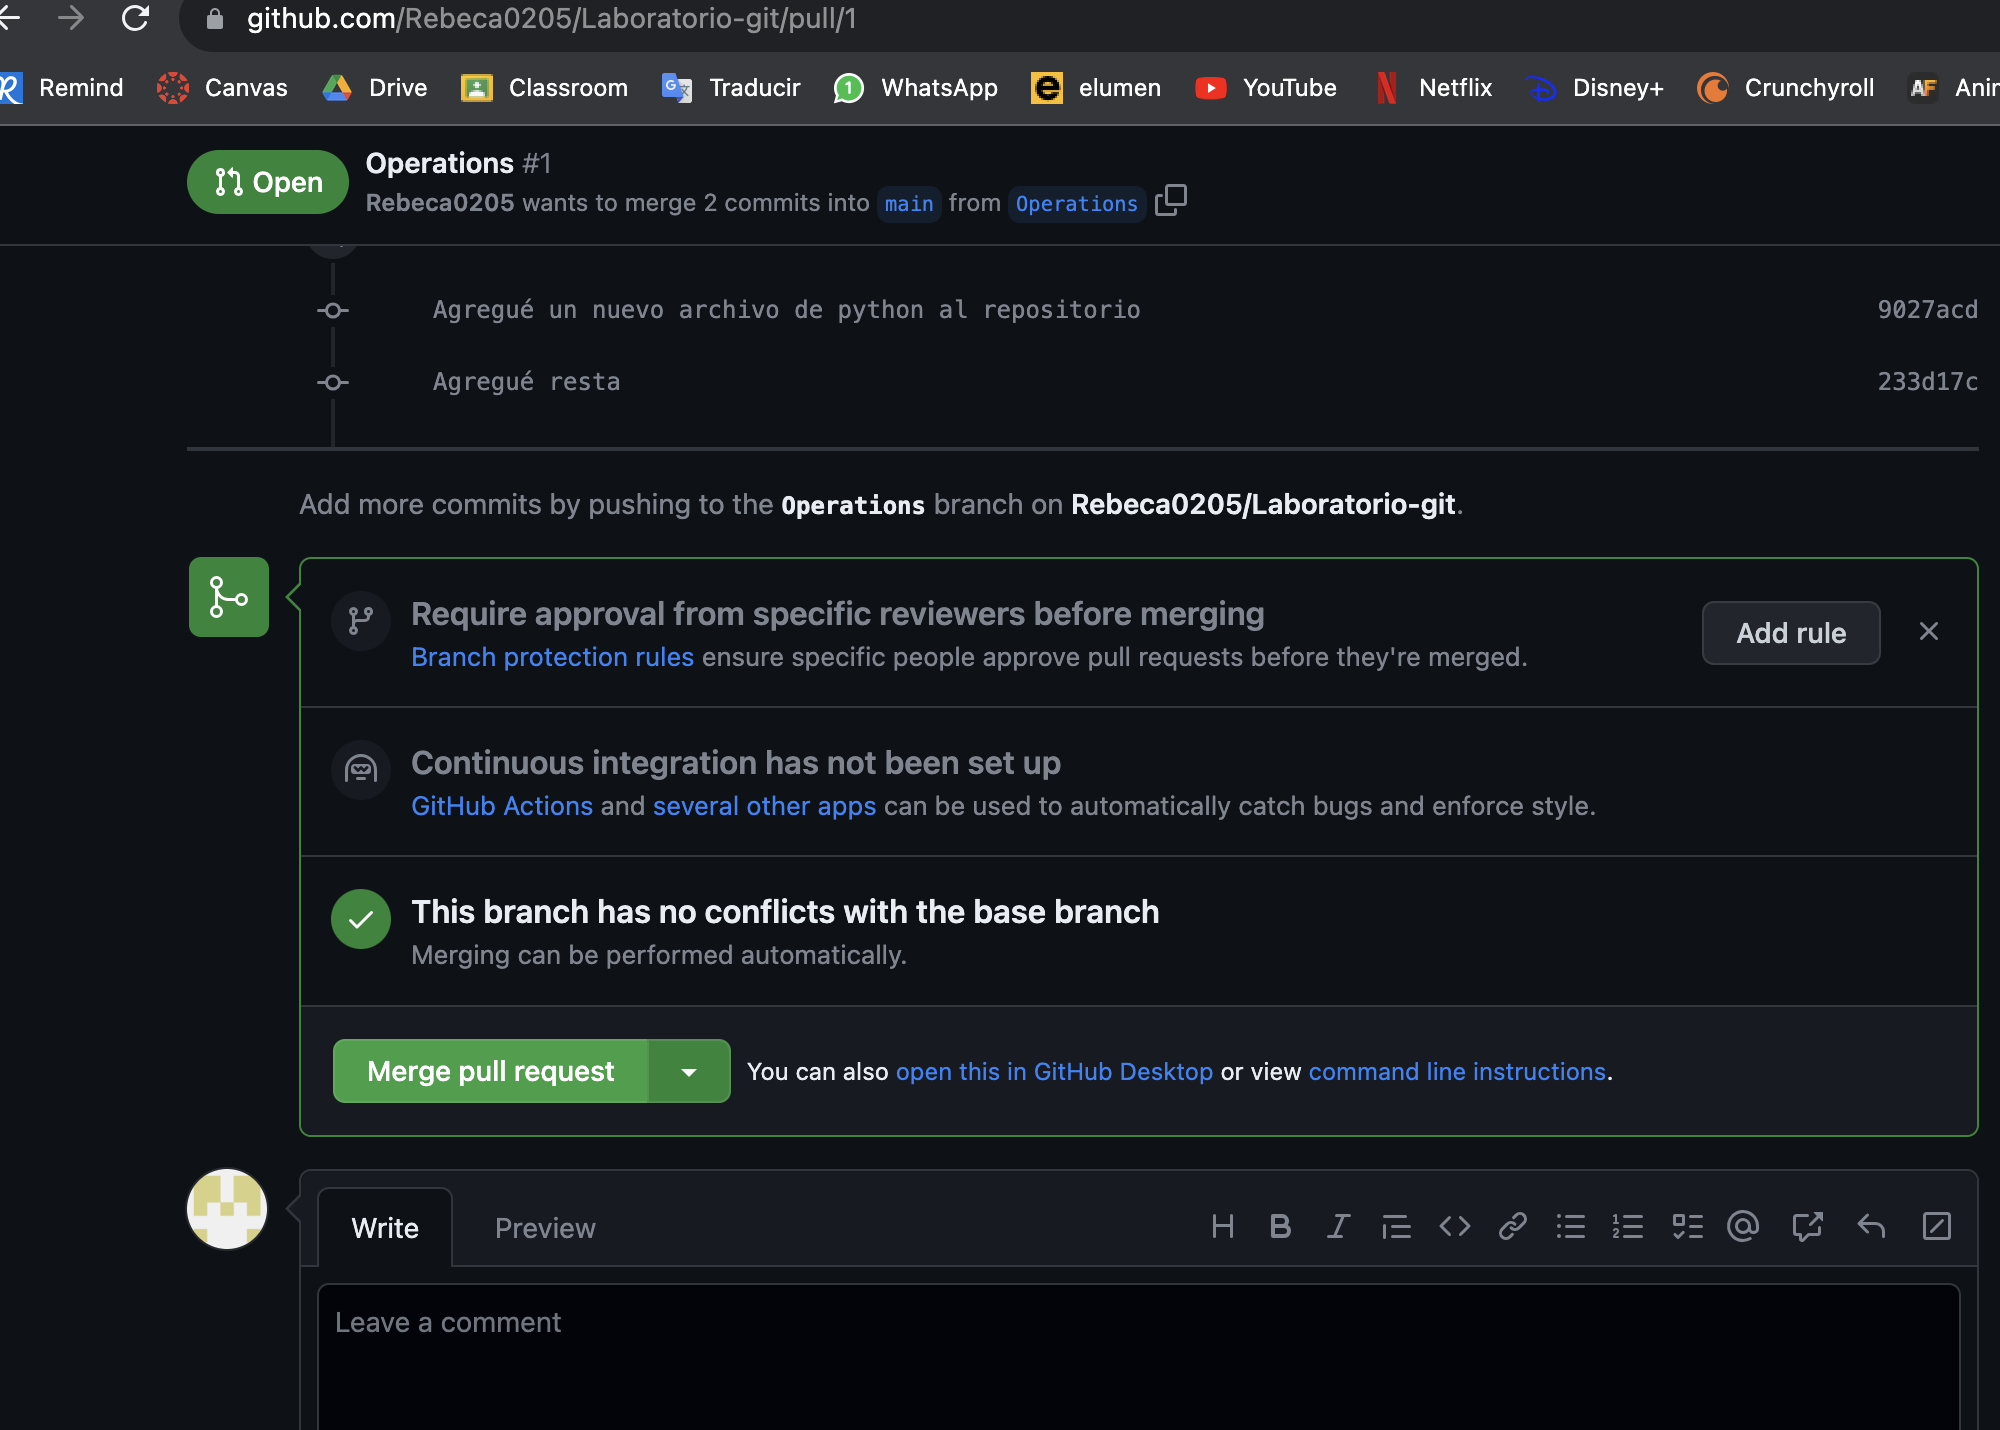 github.com/Rebeca0205/Laboratorio-git/pull/1
Remind Canvas Drive Classroom Traducir 1 WhatsApp elumen YouTube Netflix Disney+ Crunchyroll AF
Open
Operations #1
Rebeca0205 wants to merge 2 commits into main from Operations
Agregué un nuevo archivo de python al repositorio 9027acd
Agregué resta 233d17c
Add more commits by pushing to the Operations branch on Rebeca0205/Laboratorio-git.
Require approval from specific reviewers before merging
Branch protection rules ensure specific people approve pull requests before they're merged.
Add rule
Continuous integration has not been set up
GitHub Actions and several other apps can be used to automatically catch bugs and enforce style.
This branch has no conflicts with the base branch
Merging can be performed automatically.
Merge pull request
You can also open this in GitHub Desktop or view command line instructions.
Write Preview
Leave a comment